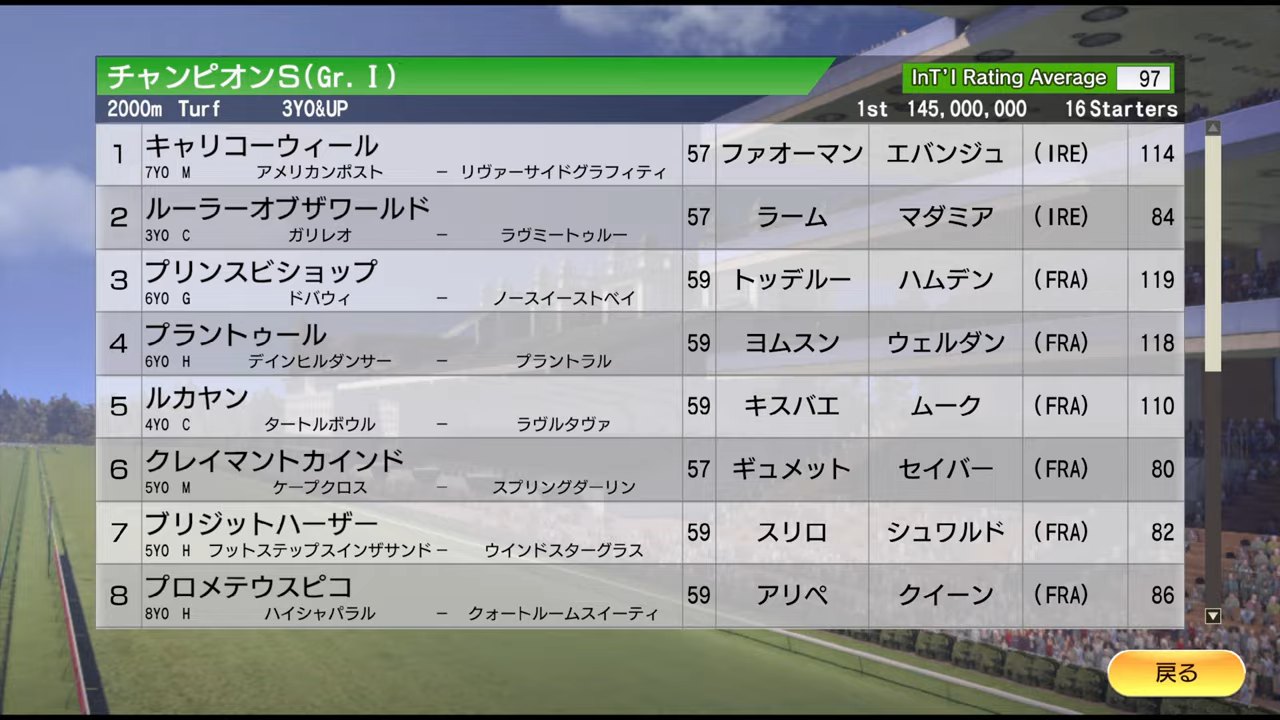 チャンピオンS(Gr.Ⅰ)
InT'l Rating Average 97
2000m Turf 3YO&UP 1st 145,000,000 16Starters
1 キャリコーウィール 57 ファオーマン エバンジュ (IRE) 114
7YO M アメリカンポスト － リヴァーサイドグラフィティ
2 ルーラーオブザワールド 57 ラーム マダミア (IRE) 84
3YO C ガリレオ － ラヴミートゥルー
3 プリンスビショップ 59 トッデルー ハムデン (FRA) 119
6YO G ドバウィ － ノースイーストベイ
4 プラントゥール 59 ヨムスン ウェルダン (FRA) 118
6YO H デインヒルダンサー － プラントラル
5 ルカヤン 59 キスバエ ムーク (FRA) 110
4YO C タートルボウル － ラヴルタヴァ
6 クレイマントカインド 57 ギュメット セイバー (FRA) 80
5YO M ケープクロス － スプリングダーリン
7 ブリジットハーザー 59 スリロ シュワルド (FRA) 82
5YO H フットステップスインザサンド － ウインドスターグラス
8 プロメテウスピコ 59 アリペ クイーン (FRA) 86
8YO H ハイシャパラル － クォートルームスイーティ
戻る